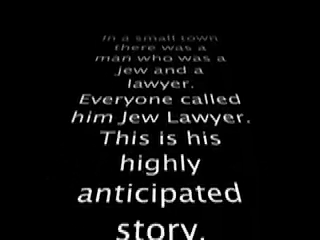 In a small town
there was a
man who was a
jew and a
lawyer.
Everyone called
him Jew Lawyer.
This is his
highly
anticipated
story.